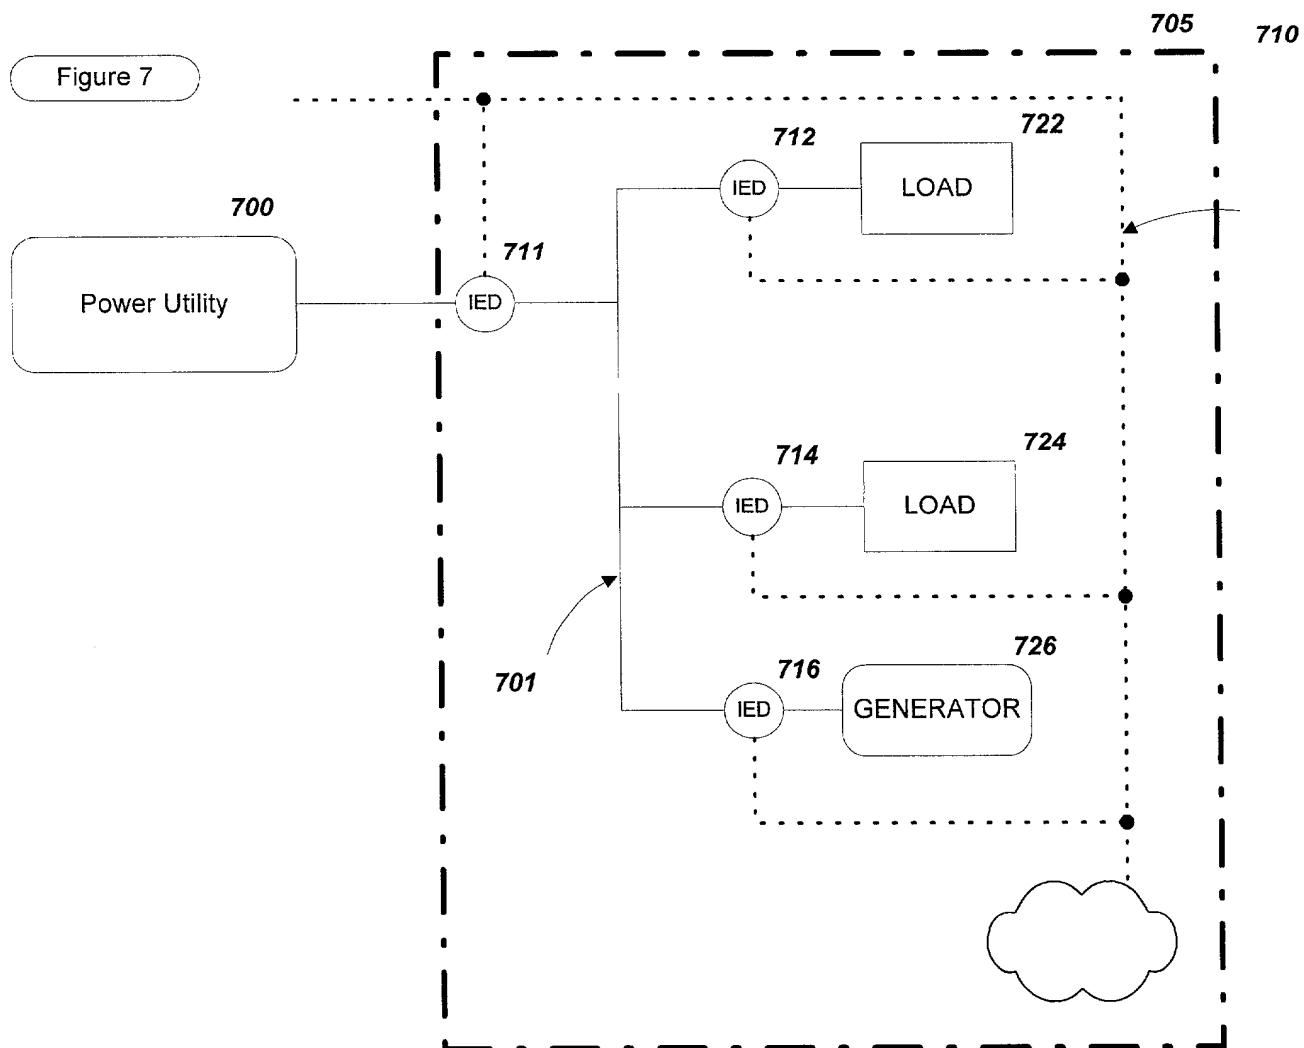 705
710
Figure 7
712
722
IED
LOAD
700
711
Power Utility
IED
714
724
IED
LOAD
701
716
726
IED
GENERATOR